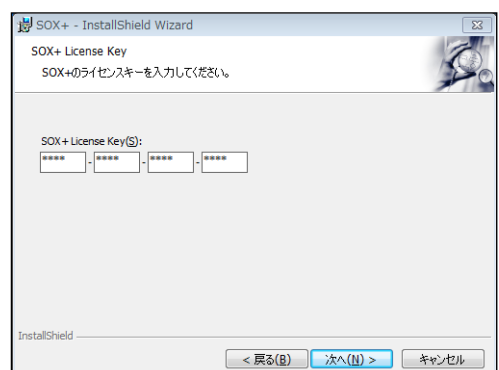 SOX+ - InstallShield Wizard
SOX+ License Key
SOX+のライセンスキーを入力してください。
SOX+ License Key(S):
**** - **** - **** - ****
InstallShield
< 戻る(B) 次へ(N) > キャンセル